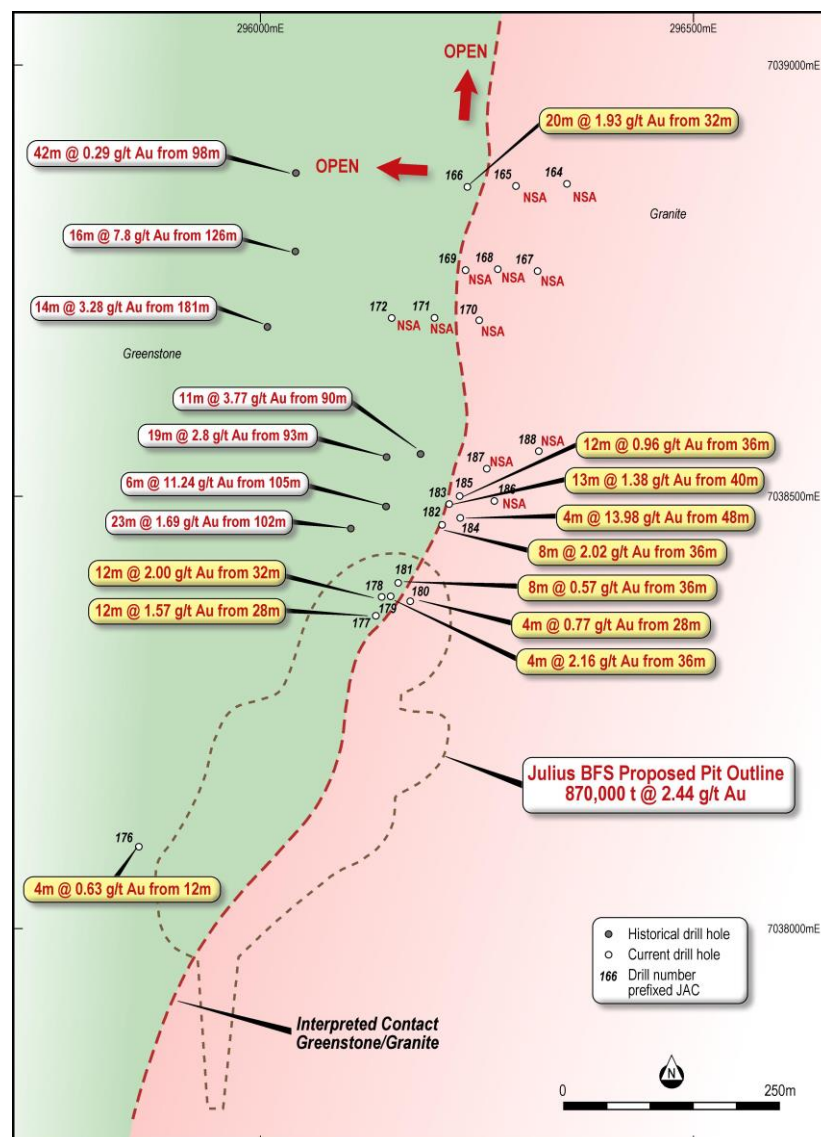 296000mE
296500mE
7039000mE
OPEN
20m @ 1.93 g/t Au from 32m
42m @ 0.29 g/t Au from 98m
OPEN
166
165
164
NSA
NSA
Granite
16m @ 7.8 g/t Au from 126m
169
168
167
NSA
NSA
NSA
14m @ 3.28 g/t Au from 181m
172
171
170
NSA
NSA
NSA
Greenstone
11m @ 3.77 g/t Au from 90m
19m @ 2.8 g/t Au from 93m
188
NSA
12m @ 0.96 g/t Au from 36m
187
NSA
6m @ 11.24 g/t Au from 105m
185
13m @ 1.38 g/t Au from 40m
183
186
NSA
7038500mE
23m @ 1.69 g/t Au from 102m
182
184
4m @ 13.98 g/t Au from 48m
8m @ 2.02 g/t Au from 36m
12m @ 2.00 g/t Au from 32m
181
178
180
8m @ 0.57 g/t Au from 36m
12m @ 1.57 g/t Au from 28m
179
177
4m @ 0.77 g/t Au from 28m
4m @ 2.16 g/t Au from 36m
Julius BFS Proposed Pit Outline
870,000 t @ 2.44 g/t Au
176
4m @ 0.63 g/t Au from 12m
7038000mE
Historical drill hole
Current drill hole
166 Drill number
prefixed JAC
Interpreted Contact
Greenstone/Granite
N
0
250m